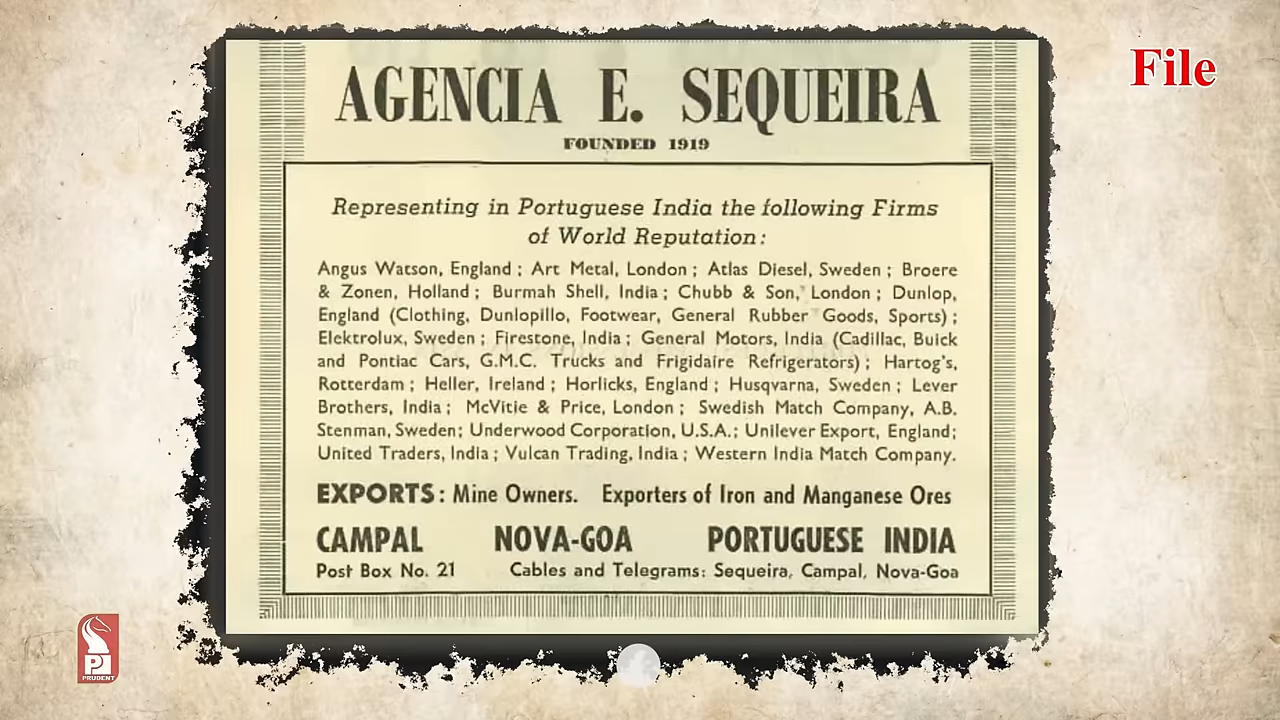 File
AGENCIA E. SEQUEIRA
FOUNDED 1919
Representing in Portuguese India the following Firms
of World Reputation:
Angus Watson, England; Art Metal, London; Atlas Diesel, Sweden; Broere
& Zonen, Holland; Burmah Shell, India; Chubb & Son, London; Dunlop,
England (Clothing, Dunlopillo, Footwear, General Rubber Goods, Sports);
Elektrolux, Sweden; Firestone, India; General Motors, India (Cadillac, Buick
and Pontiac Cars, G.M.C. Trucks and Frigidaire Refrigerators); Hartog's,
Rotterdam; Heller, Ireland; Horlicks, England; Husqvarna, Sweden; Lever
Brothers, India; McVitie & Price, London; Swedish Match Company, A.B.
Stenman, Sweden; Underwood Corporation, U.S.A.; Unilever Export, England;
United Traders, India; Vulcan Trading, India; Western India Match Company.
EXPORTS: Mine Owners. Exporters of Iron and Manganese Ores
CAMPAL NOVA-GOA PORTUGUESE INDIA
Post Box No. 21 Cables and Telegrams: Sequeira, Campal, Nova-Goa
PRUDENT